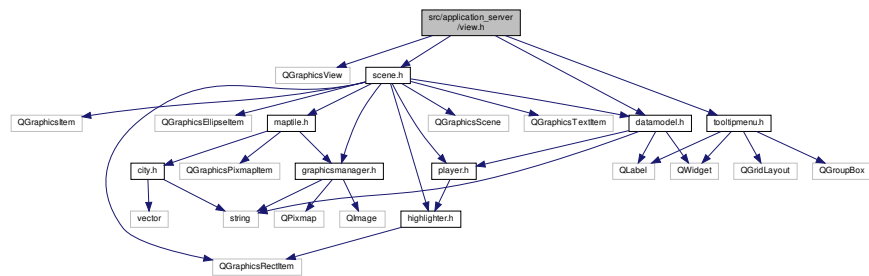 src/application_server
/view.h
QGraphicsView
scene.h
QGraphicsItem
QGraphicsEllipseItem
maptile.h
QGraphicsScene
QGraphicsTextItem
datamodel.h
tooltipmenu.h
city.h
QGraphicsPixmapItem
graphicsmanager.h
player.h
QLabel
QWidget
QGridLayout
QGroupBox
vector
string
QPixmap
QImage
highlighter.h
QGraphicsRectItem